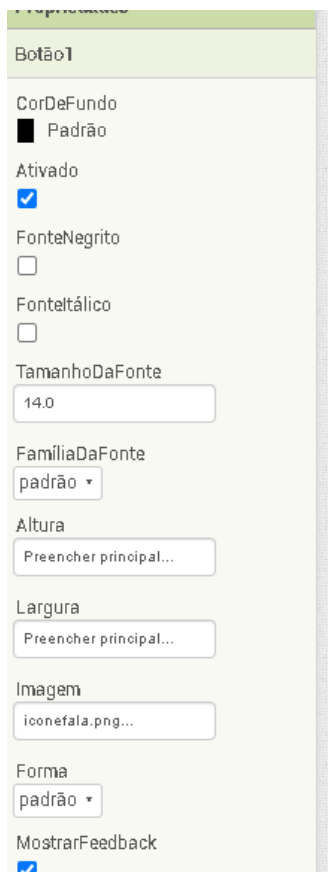 Propriedades
Botão1
CorDeFundo
Padrão
Ativado
FonteNegrito
FonteItálico
TamanhoDaFonte
14.0
FamíliaDaFonte
padrão
Altura
Preencher principal...
Largura
Preencher principal...
Imagem
iconefala.png...
Forma
padrão
MostrarFeedback